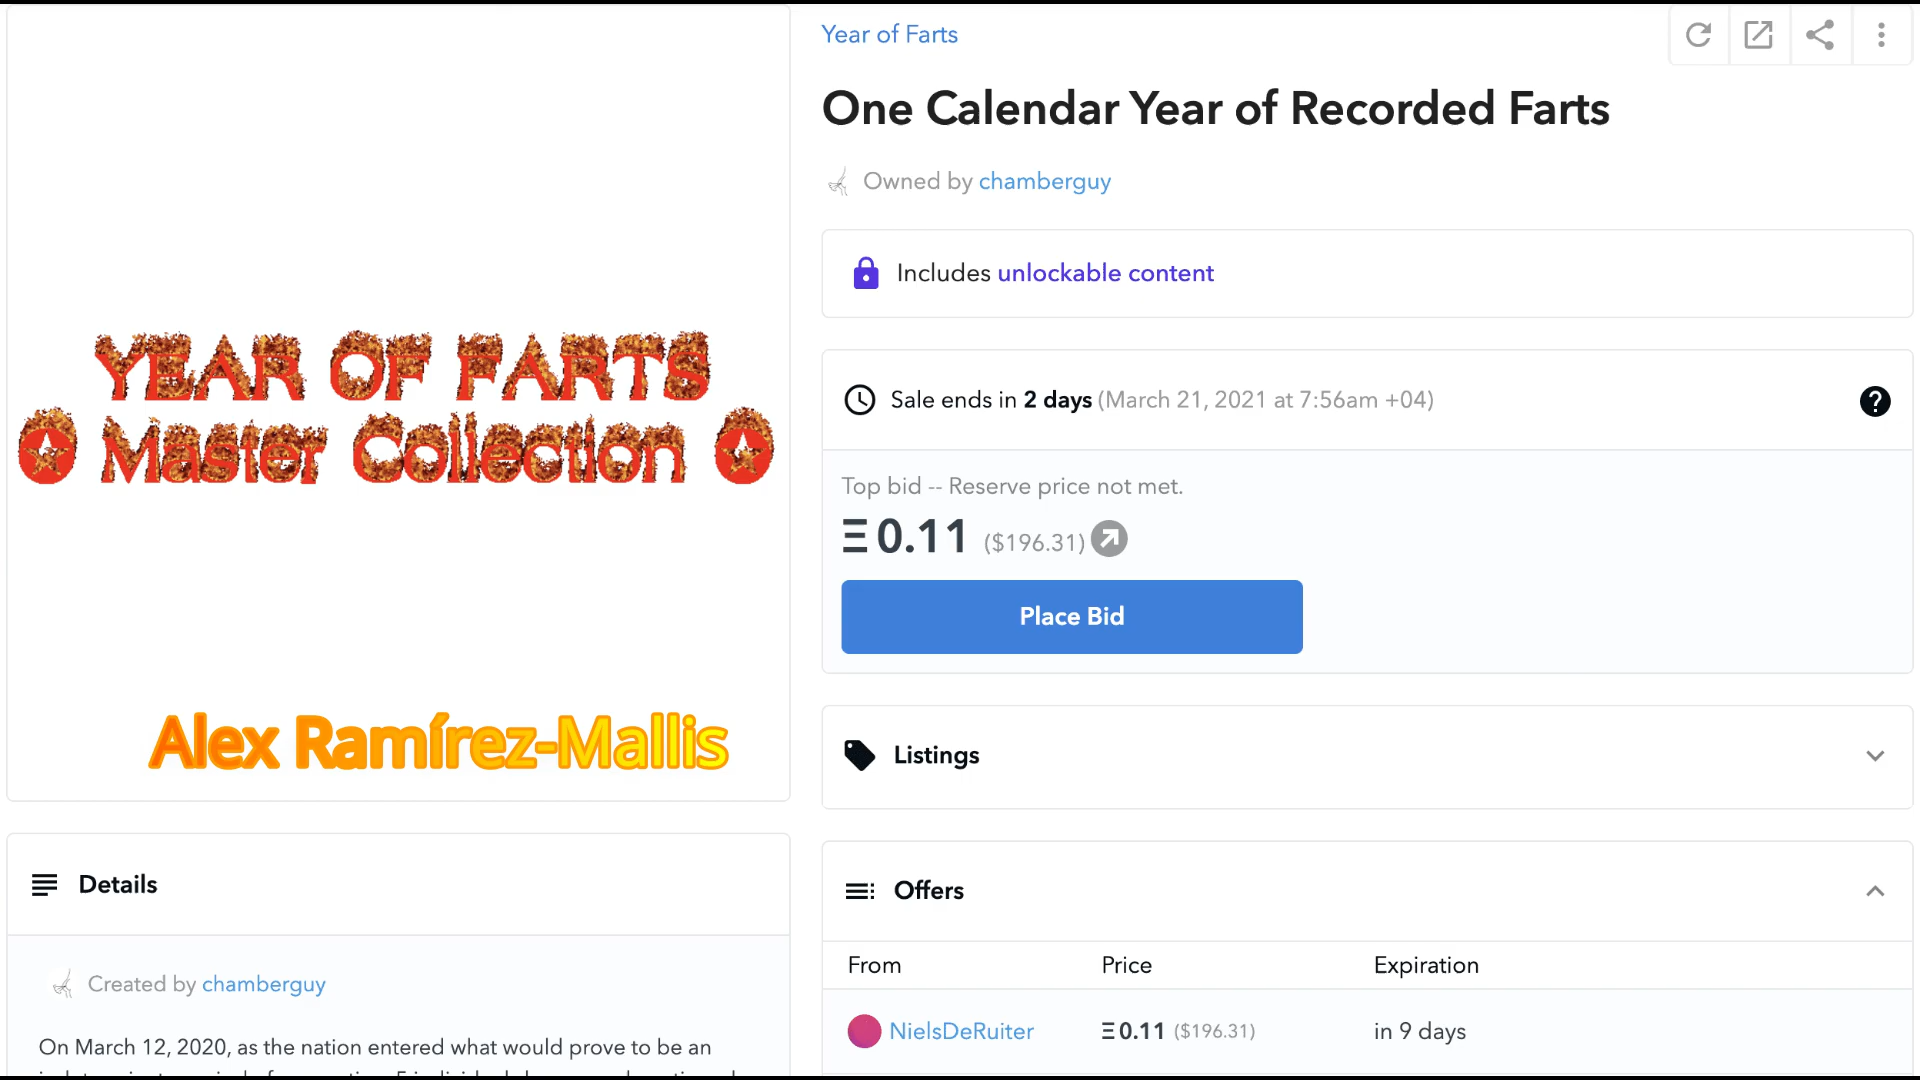 Year of Farts
One Calendar Year of Recorded Farts
Owned by chamberguy
Includes unlockable content
YEAR OF FARTS
Master Collection
Alex Ramírez-Mallis
Sale ends in 2 days (March 21, 2021 at 7:56am +04)
Top bid -- Reserve price not met.
Ξ 0.11 ($196.31)
Place Bid
Listings
Details
Created by chamberguy
On March 12, 2020, as the nation entered what would prove to be an
Offers
From Price Expiration
NielsDeRuiter Ξ 0.11 ($196.31) in 9 days